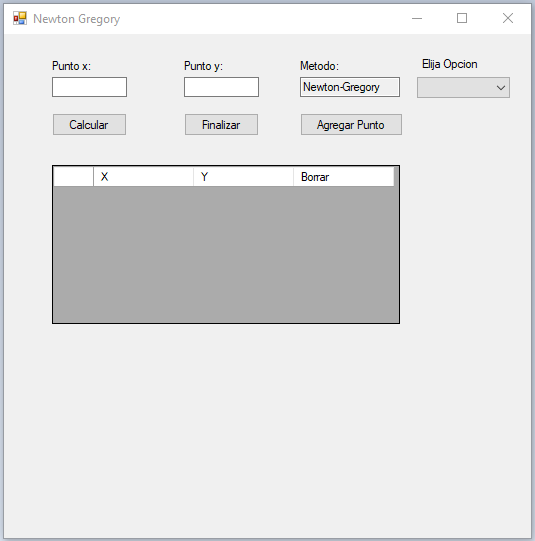 Newton Gregory
Punto x:
Punto y:
Metodo:
Elija Opcion
Newton-Gregory
Calcular
Finalizar
Agregar Punto
X
Y
Borrar